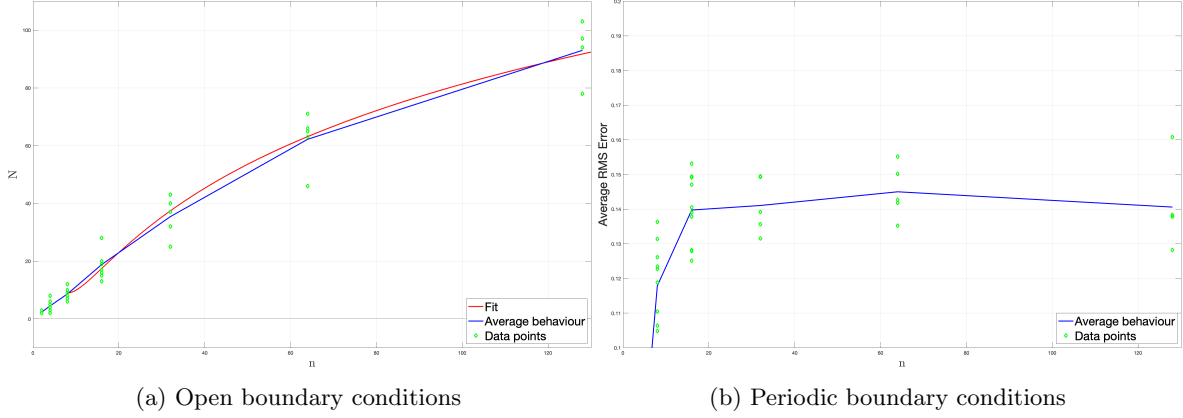 100
80
60
40
20
0
N
0 20 40 60 80 100 120
n
Fit
Average behaviour
Data points
0.2
0.19
0.18
0.17
0.16
0.15
0.14
0.13
0.12
0.11
0.1
Average RMS Error
0 20 40 60 80 100 120
n
Average behaviour
Data points
(a) Open boundary conditions
(b) Periodic boundary conditions